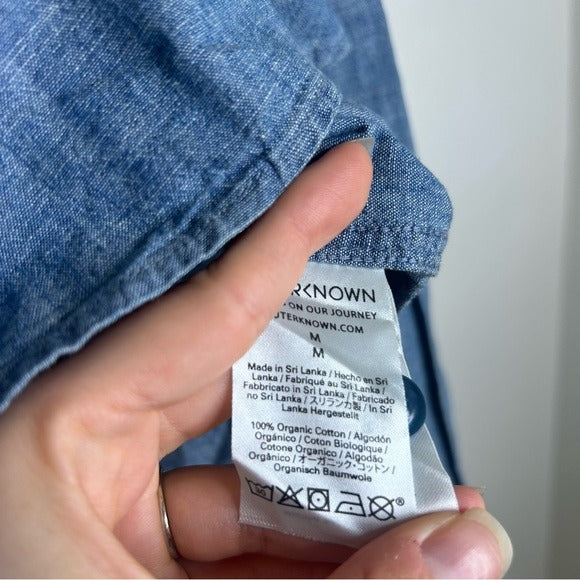 RKNOWN
ON OUR JOURNEY
TERKNOWN.COM
M
M
Made in Sri Lanka / Hecho en Sri
Lanka / Fabriqué au Sri Lanka /
Fabbricato in Sri Lanka / Fabricado
no Sri Lanka / スリランカ製 / In Sri
Lanka Hergestellt
100% Organic Cotton / Algodón
Orgánico / Coton Biologique /
Cotone Organico / Algodão
Orgânico / オーガニック・コットン /
Organisch Baumwole